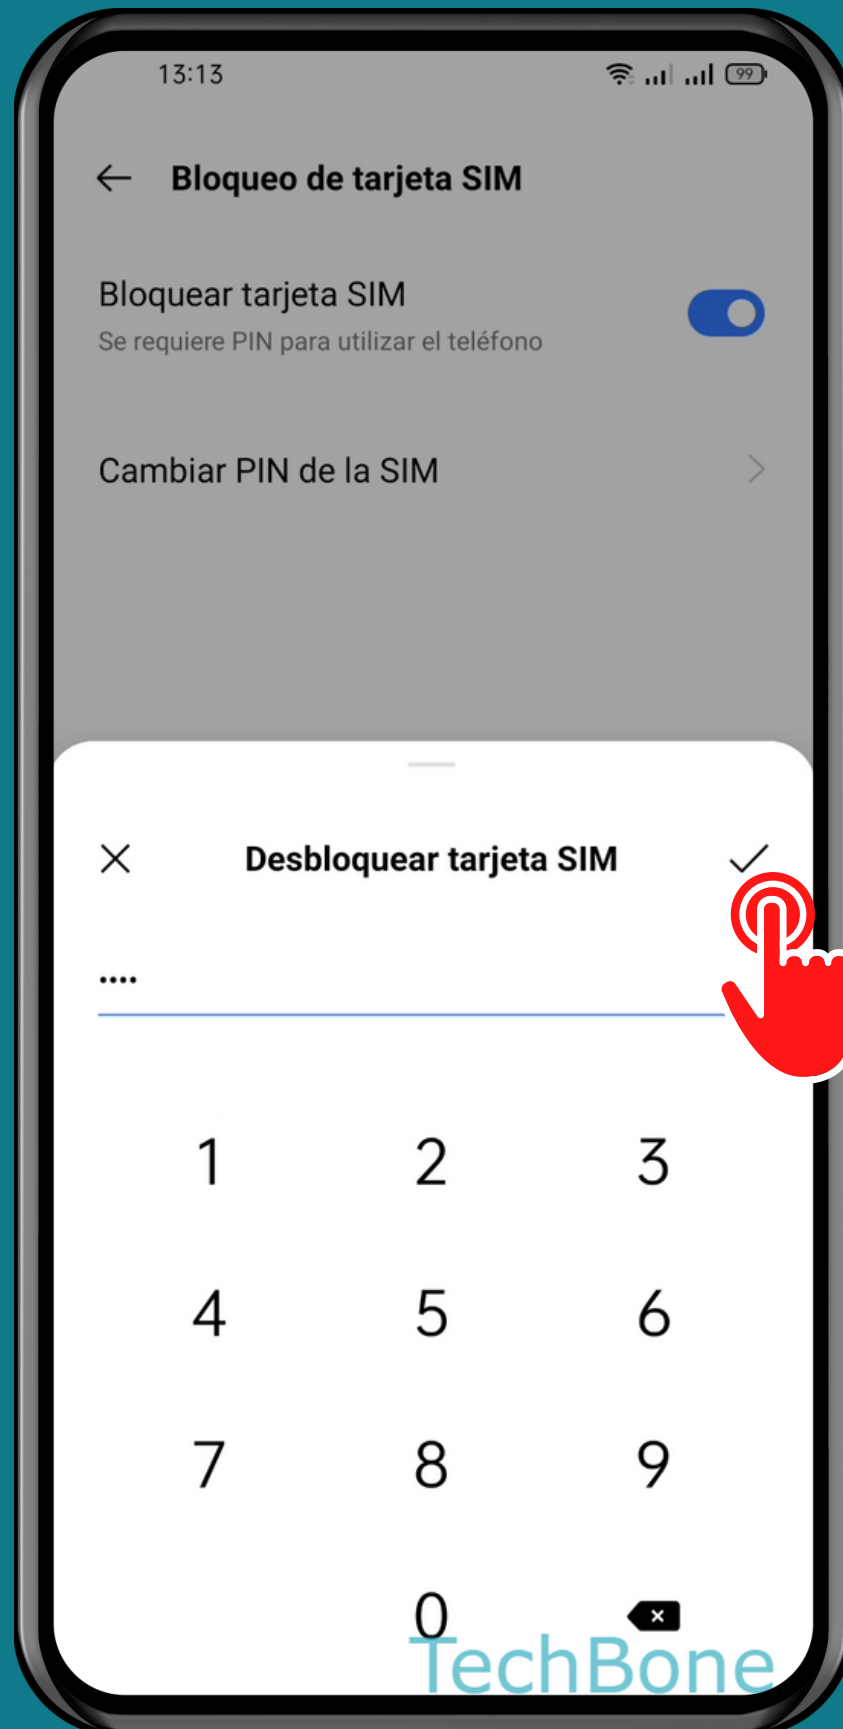 13:13
99
Bloqueo de tarjeta SIM
Bloquear tarjeta SIM
Se requiere PIN para utilizar el teléfono
Cambiar PIN de la SIM
Desbloquear tarjeta SIM
••••
1 2 3
4 5 6
7 8 9
0
TechBone